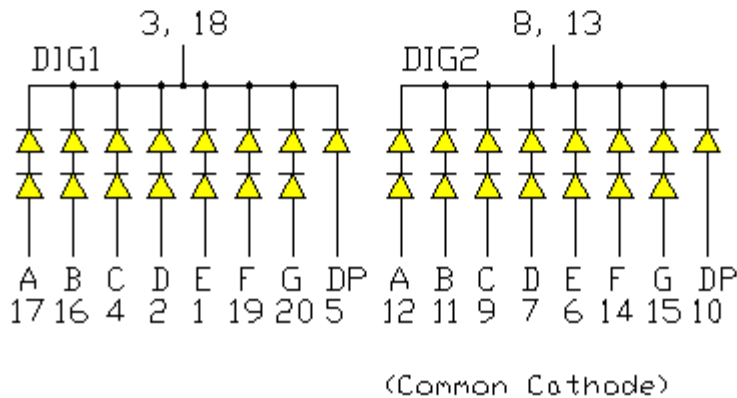 3, 18 8, 13
DIG1 DIG2
A B C D E F G DP A B C D E F G DP
17 16 4 2 1 19 20 5 12 11 9 7 6 14 15 10
(Common Cathode)